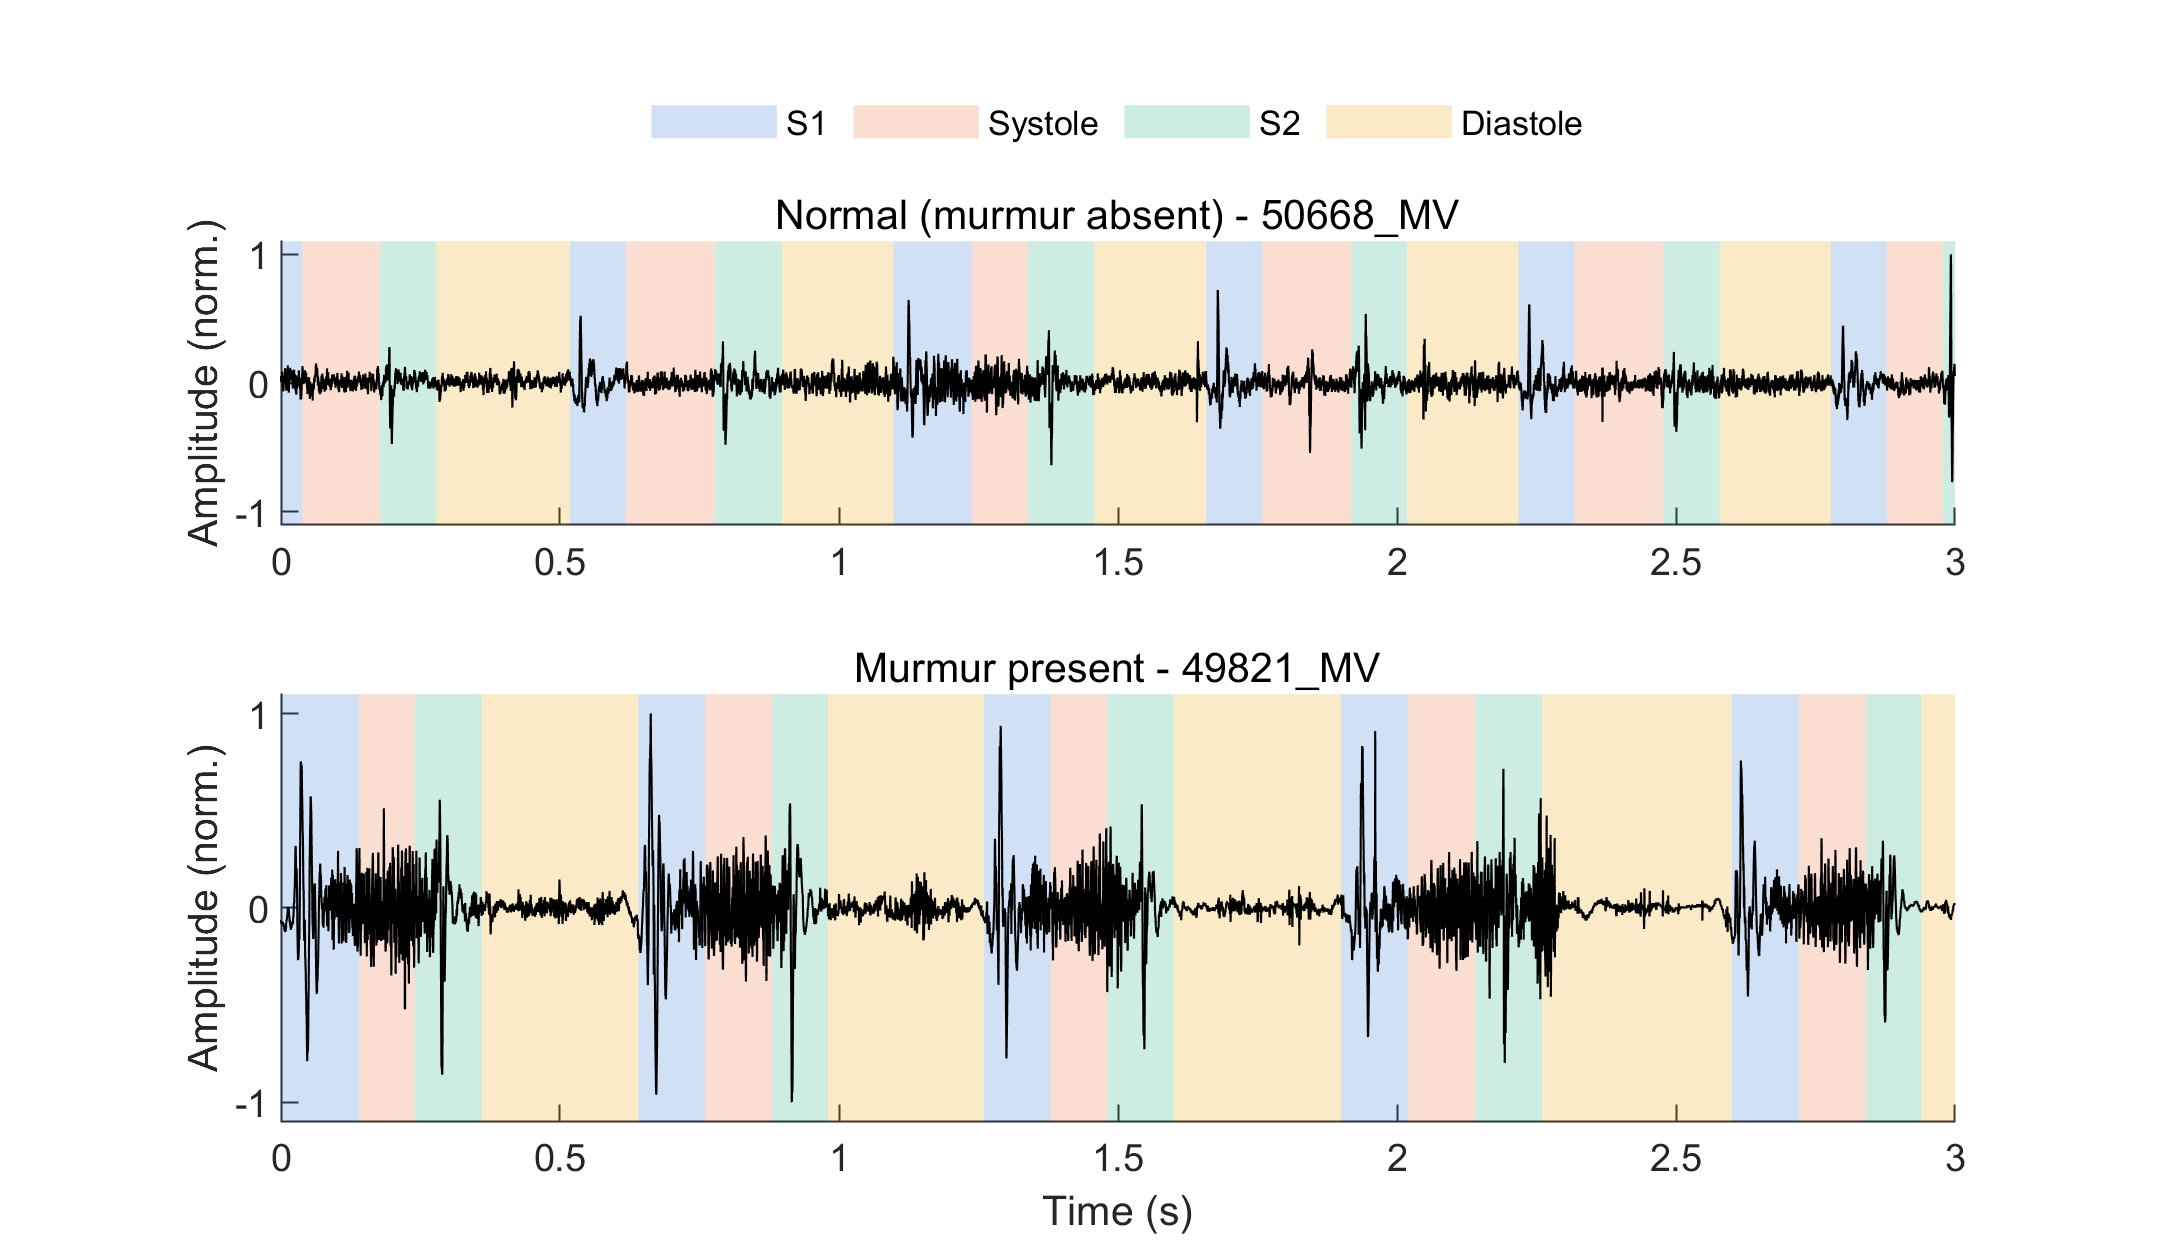 S1 Systole S2 Diastole
Normal (murmur absent) - 50668_MV
Amplitude (norm.)
1
0
-1
0 0.5 1 1.5 2 2.5 3
Murmur present - 49821_MV
Amplitude (norm.)
1
0
-1
0 0.5 1 1.5 2 2.5 3
Time (s)